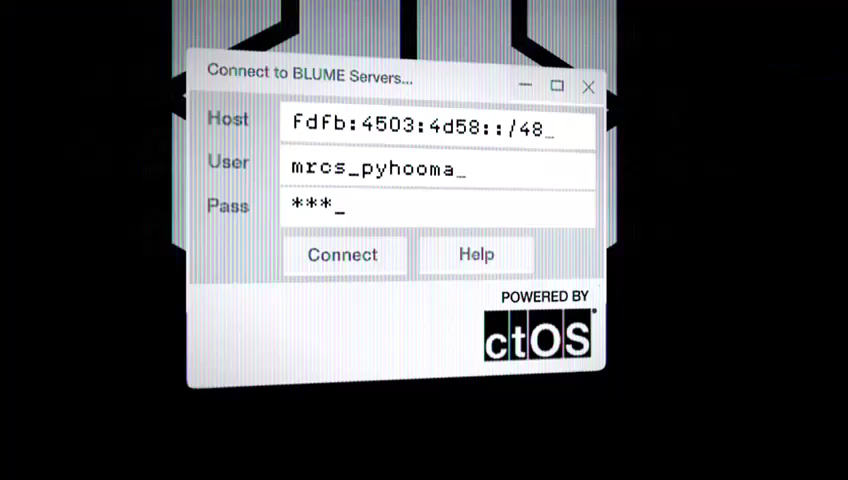 Connect to BLUME Servers...
Host fdfb:4503:4d58::/48_
User mrcs_pyhooma_
Pass ***_
Connect Help
POWERED BY
ctOS